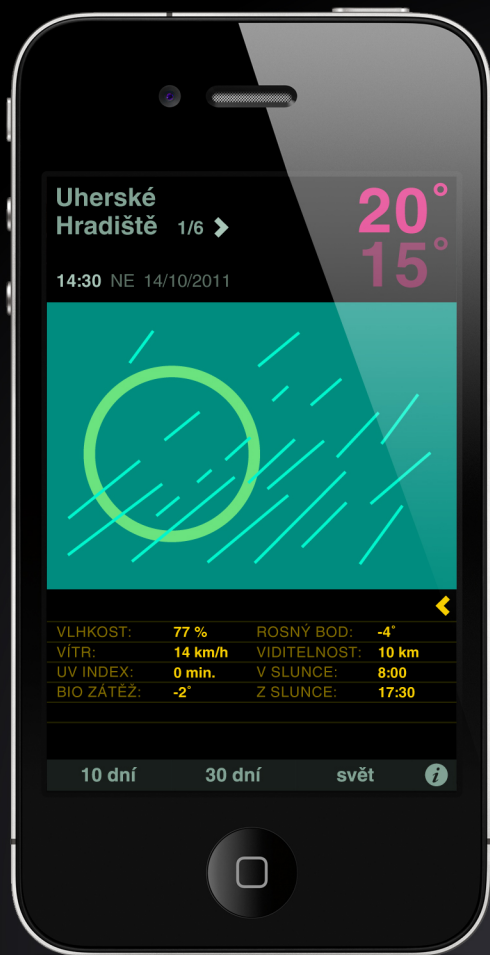 Uherské
Hradiště 1/6
20°
15°
14:30 NE 14/10/2011
VLHKOST: 77 % ROSNÝ BOD: -4°
VÍTR: 14 km/h VIDITELNOST: 10 km
UV INDEX: 0 min. V SLUNCE: 8:00
BIO ZÁTĚŽ: -2° Z SLUNCE: 17:30
10 dní 30 dní svět i